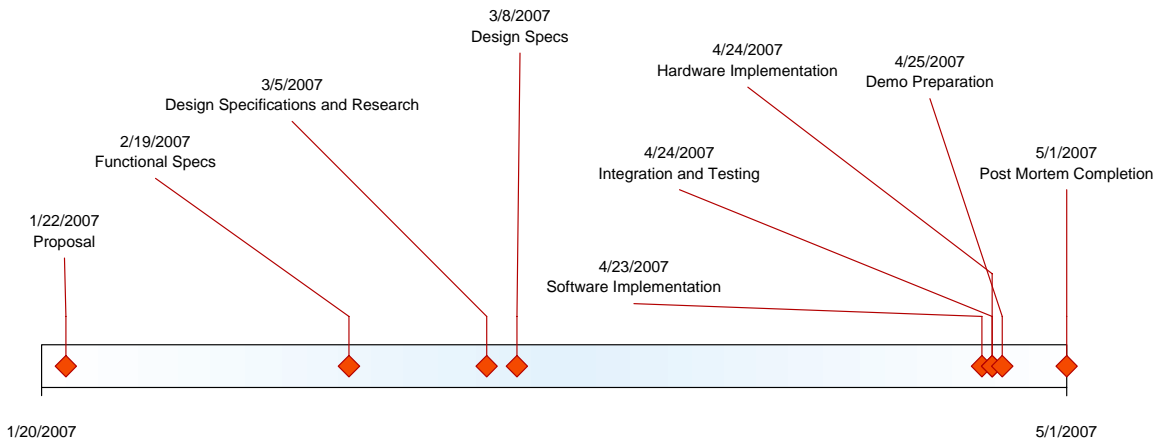 3/8/2007
Design Specs
4/24/2007
Hardware Implementation
4/25/2007
Demo Preparation
3/5/2007
Design Specifications and Research
2/19/2007
Functional Specs
4/24/2007
Integration and Testing
5/1/2007
Post Mortem Completion
1/22/2007
Proposal
4/23/2007
Software Implementation
1/20/2007
5/1/2007